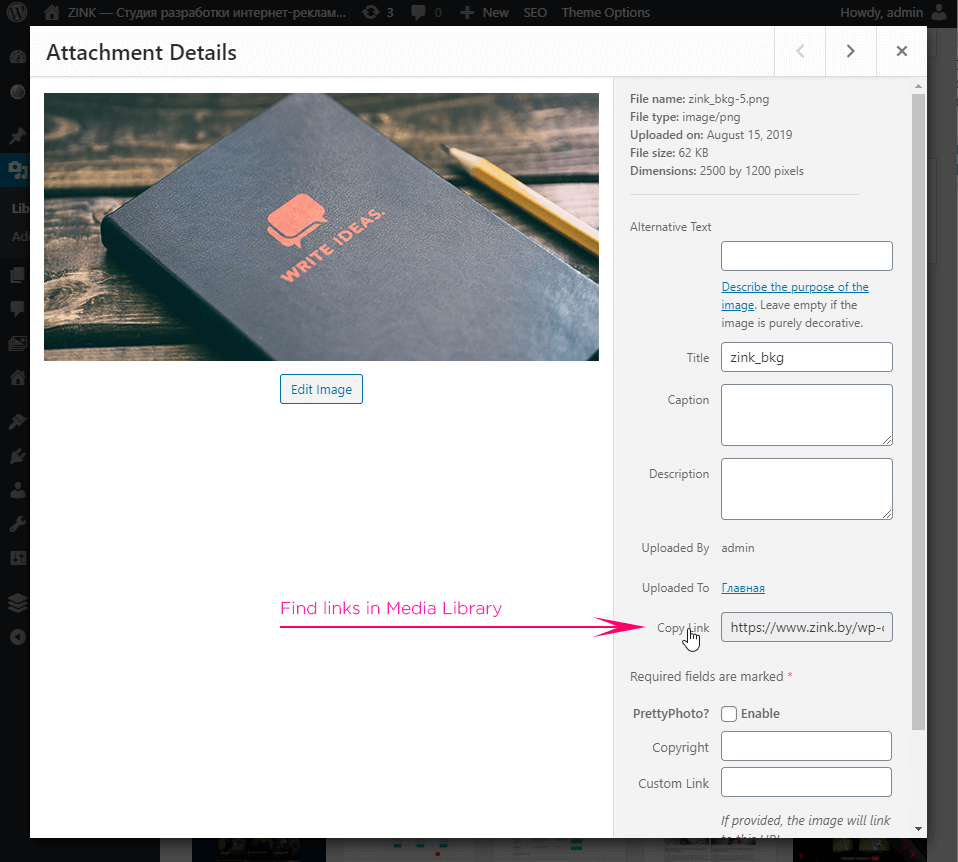 ZINK — Студия разработки интернет-реклам...
3
0
New
SEO
Theme Options
Howdy, admin
Attachment Details
WRITE IDEAS.
Edit Image
Find links in Media Library
File name: zink_bkg-5.png
File type: image/png
Uploaded on: August 15, 2019
File size: 62 KB
Dimensions: 2500 by 1200 pixels
Alternative Text
Describe the purpose of the
image. Leave empty if the
image is purely decorative.
Title
zink_bkg
Caption
Description
Uploaded By
admin
Uploaded To
Главная
Copy Link
https://www.zink.by/wp-c
Required fields are marked *
PrettyPhoto?
Enable
Copyright
Custom Link
If provided, the image will link
to this URL